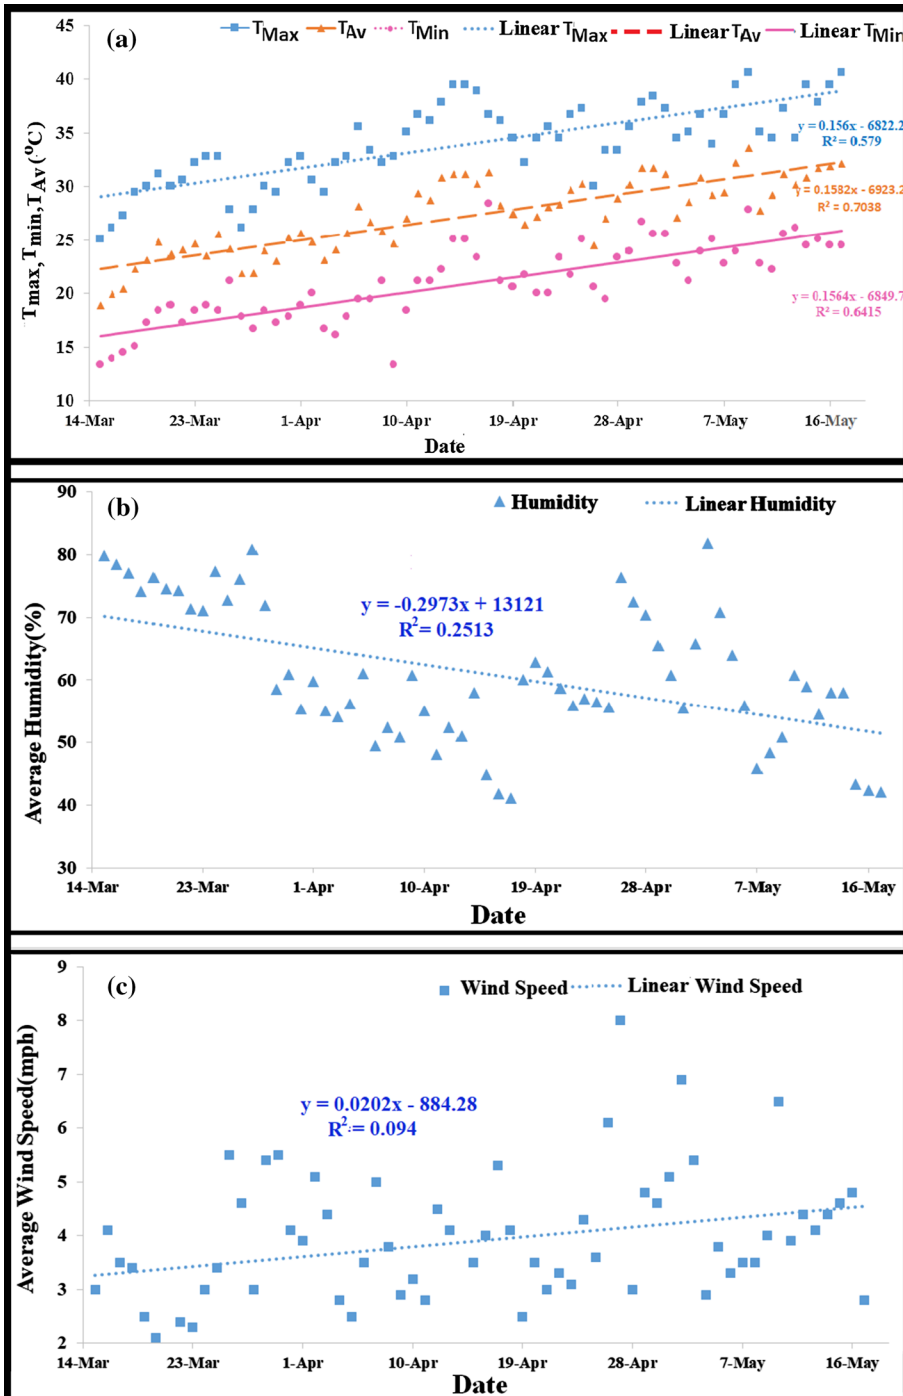 (a) TMax TAv TMin Linear TMax Linear TAv Linear TMin
45
40
35
30
25
20
15
10
Tmax,Tmin,TAv (°C)
y = 0.156x - 6822.2
R² = 0.579
y = 0.1582x - 6923.2
R² = 0.7038
y = 0.1564x - 6849.7
R² = 0.6415
14-Mar 23-Mar 1-Apr 10-Apr 19-Apr 28-Apr 7-May 16-May
Date
(b) Humidity Linear Humidity
90
80
70
60
50
40
30
Average Humidity(%)
y = -0.2973x + 13121
R²= 0.2513
14-Mar 23-Mar 1-Apr 10-Apr 19-Apr 28-Apr 7-May 16-May
Date
(c) Wind Speed Linear Wind Speed
9
8
7
6
5
4
3
2
Average Wind Speed(mph)
y = 0.0202x - 884.28
R²= 0.094
14-Mar 23-Mar 1-Apr 10-Apr 19-Apr 28-Apr 7-May 16-May
Date